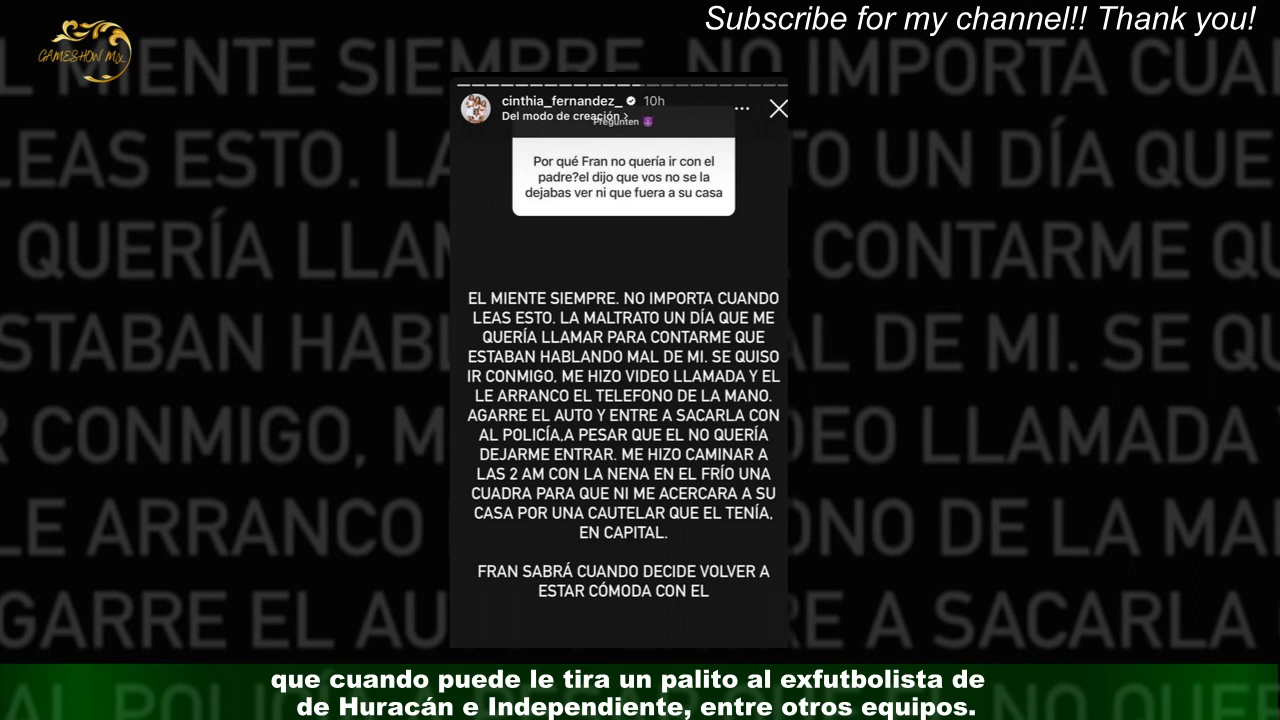 Subscribe for my channel!! Thank you!
GAMESHOW Mx
cinthia_fernandez_ 10h
Del modo de creación >
Pregunten 😈
Por qué Fran no quería ir con el
padre?el dijo que vos no se la
dejabas ver ni que fuera a su casa
EL MIENTE SIEMPRE. NO IMPORTA CUANDO
LEAS ESTO. LA MALTRATO UN DÍA QUE ME
QUERÍA LLAMAR PARA CONTARME QUE
ESTABAN HABLANDO MAL DE MI. SE QUISO
IR CONMIGO, ME HIZO VIDEO LLAMADA Y EL
LE ARRANCO EL TELEFONO DE LA MANO.
AGARRE EL AUTO Y ENTRE A SACARLA CON
AL POLICÍA,A PESAR QUE EL NO QUERÍA
DEJARME ENTRAR. ME HIZO CAMINAR A
LAS 2 AM CON LA NENA EN EL FRÍO UNA
CUADRA PARA QUE NI ME ACERCARA A SU
CASA POR UNA CAUTELAR QUE EL TENÍA,
EN CAPITAL.
FRAN SABRÁ CUANDO DECIDE VOLVER A
ESTAR CÓMODA CON EL
que cuando puede le tira un palito al exfutbolista de
de Huracán e Independiente, entre otros equipos.